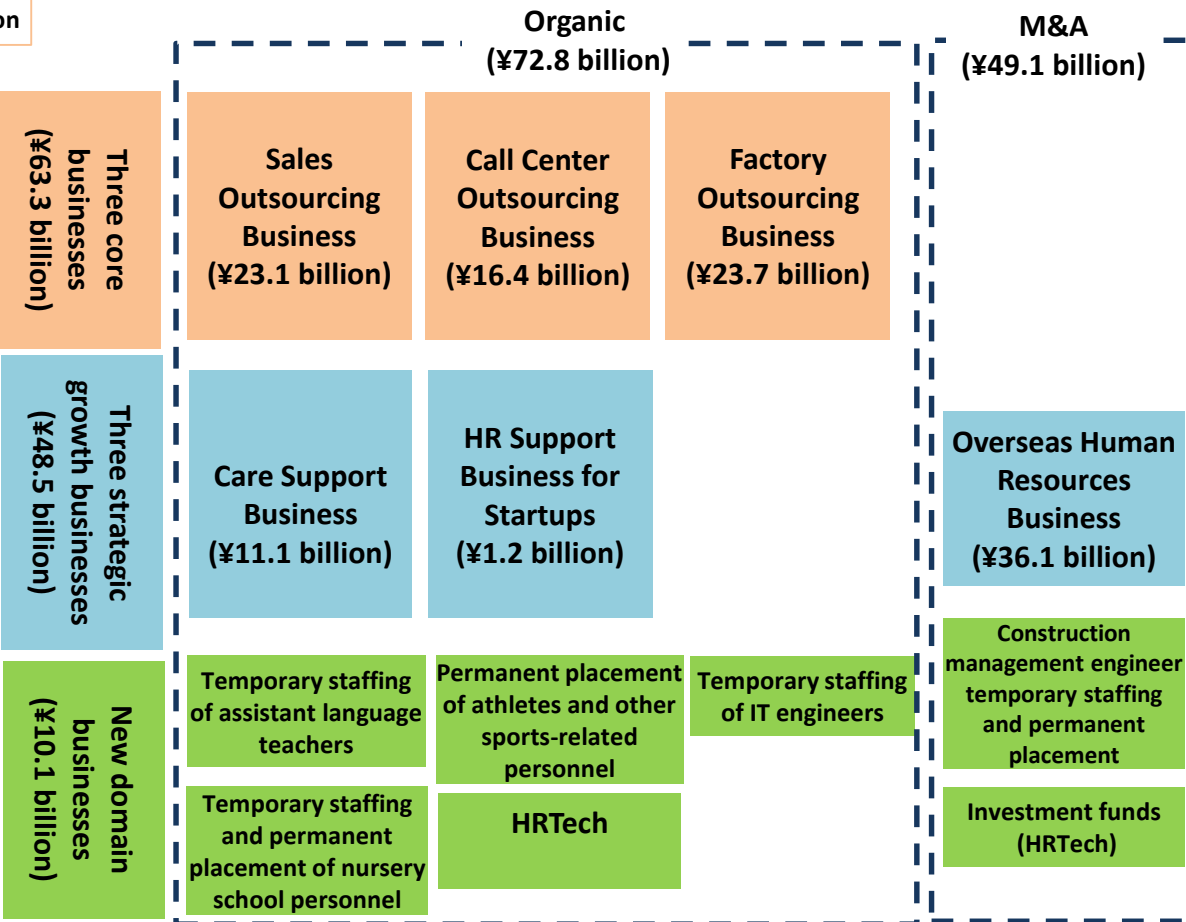 on
Organic
(¥72.8 billion)
M&A
(¥49.1 billion)
Three core
businesses
(¥63.3 billion)
Sales
Outsourcing
Business
(¥23.1 billion)
Call Center
Outsourcing
Business
(¥16.4 billion)
Factory
Outsourcing
Business
(¥23.7 billion)
Three strategic
growth businesses
(¥48.5 billion)
Care Support
Business
(¥11.1 billion)
HR Support
Business for
Startups
(¥1.2 billion)
Overseas Human
Resources
Business
(¥36.1 billion)
New domain
businesses
(¥10.1 billion)
Temporary staffing
of assistant language
teachers
Permanent placement
of athletes and other
sports-related
personnel
Temporary staffing
of IT engineers
Construction
management engineer
temporary staffing
and permanent
placement
Temporary staffing
and permanent
placement of nursery
school personnel
HRTech
Investment funds
(HRTech)